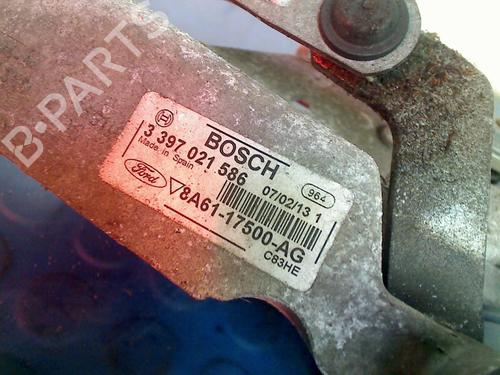 B-PARTS
BOSCH
3 397 021 586
Made in Spain
964
07/02/13 1
Ford
8A61-17500-AG
C83HE